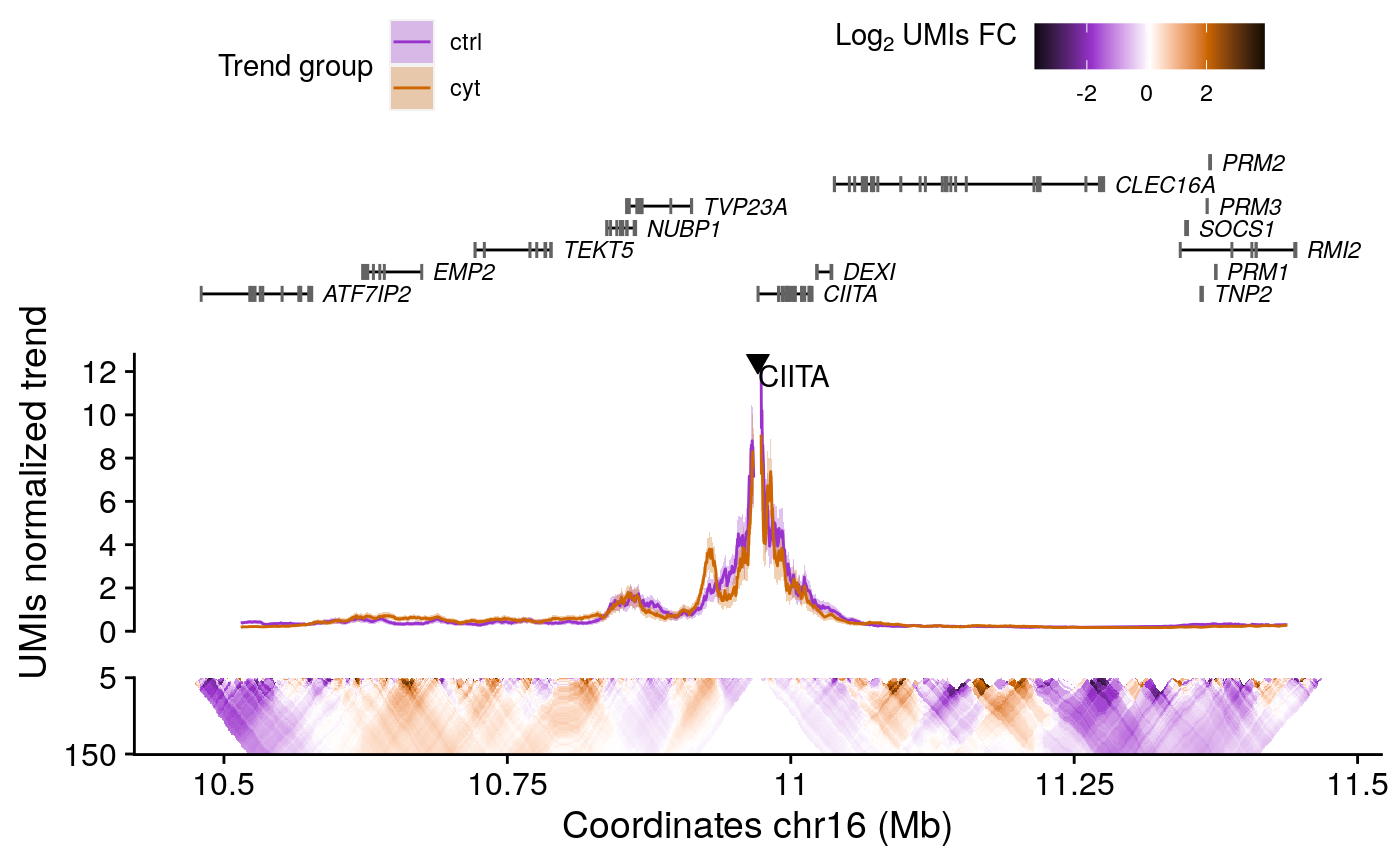 Trend group
ctrl
cyt
Log2 UMIs FC
-2 0 2
PRM2
CLEC16A
TVP23A
PRM3
NUBP1
SOCS1
TEKT5
RMI2
EMP2
DEXI
PRM1
ATF7IP2
CIITA
TNP2
UMIs normalized trend
12
10
8
6
4
2
0
CIITA
5
150
10.5 10.75 11 11.25 11.5
Coordinates chr16 (Mb)